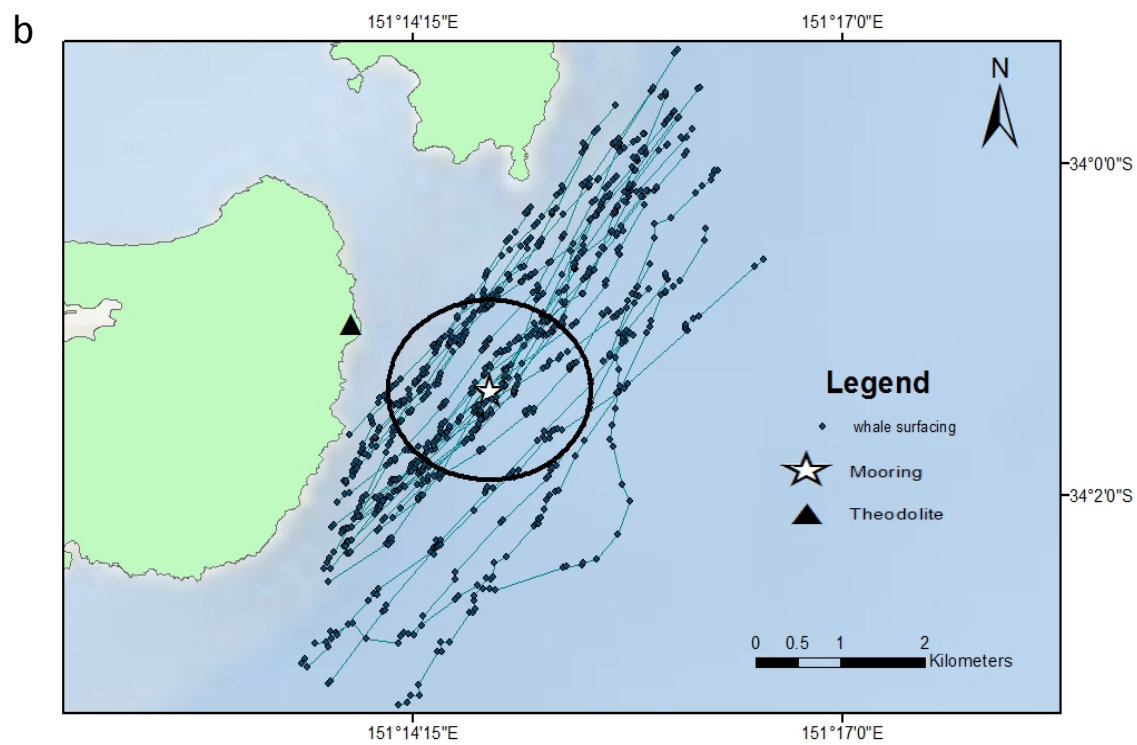 b
151°14'15"E 151°17'0"E
N
34°0'0"S
Legend
whale surfacing
Mooring
Theodolite
34°2'0"S
0 0.5 1 2
Kilometers
151°14'15"E 151°17'0"E